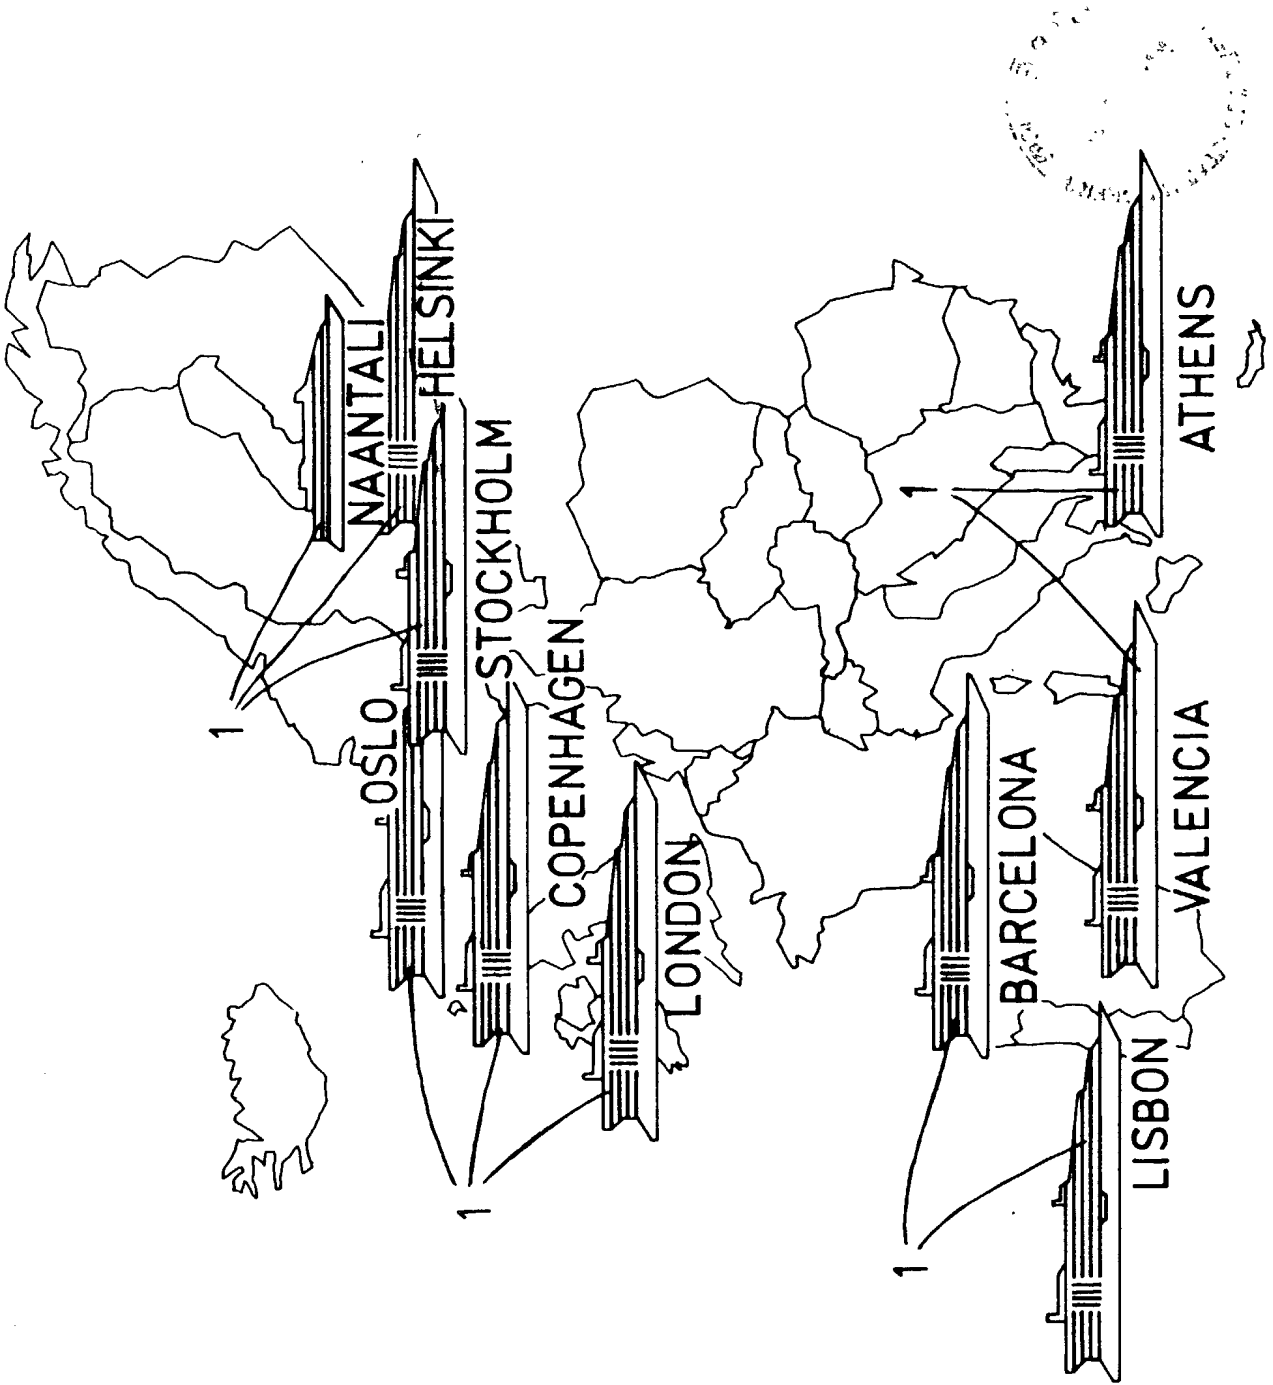 NAANTALI
HELSINKI
1
OSLO
STOCKHOLM
COPENHAGEN
1
LONDON
1
1
BARCELONA
VALENCIA
ATHENS
LISBON